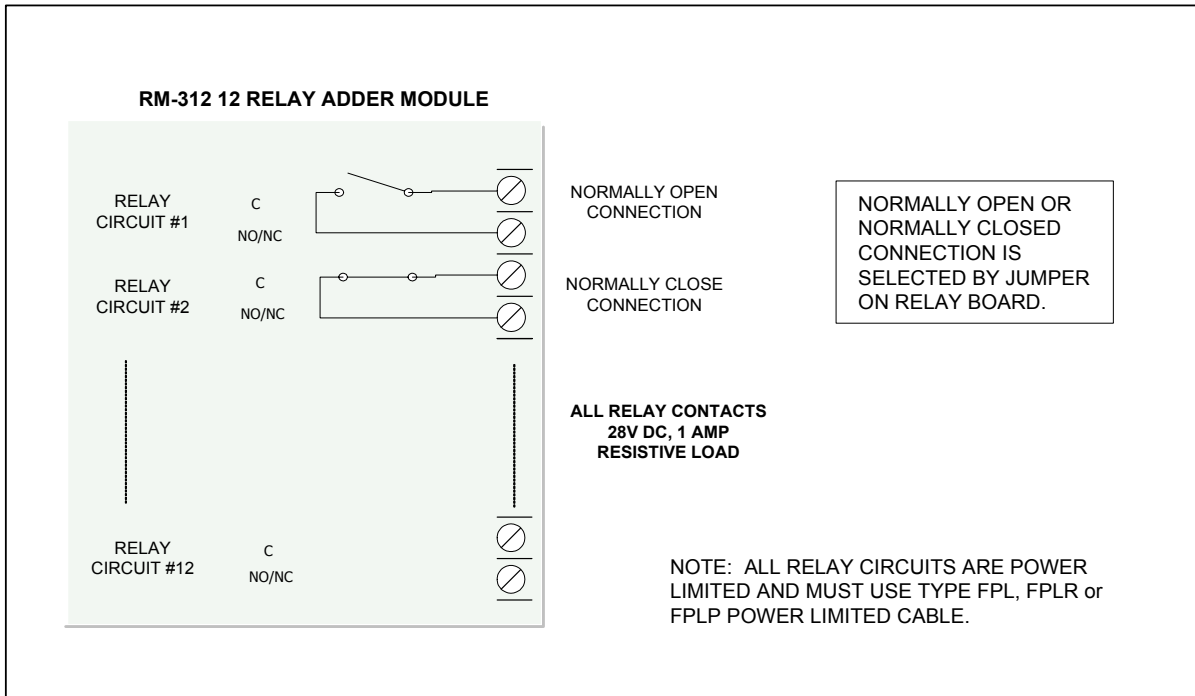 RM-312 12 RELAY ADDER MODULE
RELAY
CIRCUIT #1
C
NO/NC
NORMALLY OPEN
CONNECTION
RELAY
CIRCUIT #2
C
NO/NC
NORMALLY CLOSE
CONNECTION
NORMALLY OPEN OR
NORMALLY CLOSED
CONNECTION IS
SELECTED BY JUMPER
ON RELAY BOARD.
ALL RELAY CONTACTS
28V DC, 1 AMP
RESISTIVE LOAD
RELAY
CIRCUIT #12
C
NO/NC
NOTE: ALL RELAY CIRCUITS ARE POWER
LIMITED AND MUST USE TYPE FPL, FPLR or
FPLP POWER LIMITED CABLE.